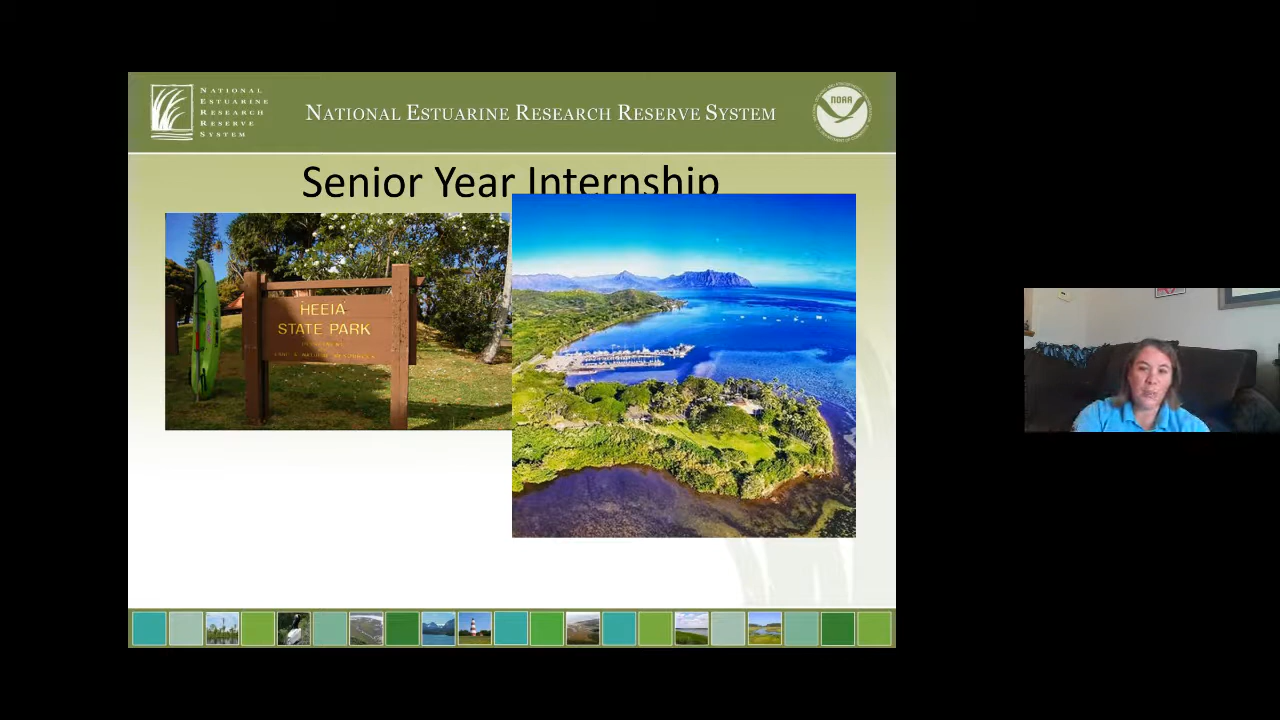 NATIONAL
ESTUARINE
RESEARCH
RESERVE
SYSTEM
NATIONAL ESTUARINE RESEARCH RESERVE SYSTEM
NOAA
Senior Year Internship
HEEIA
STATE PARK